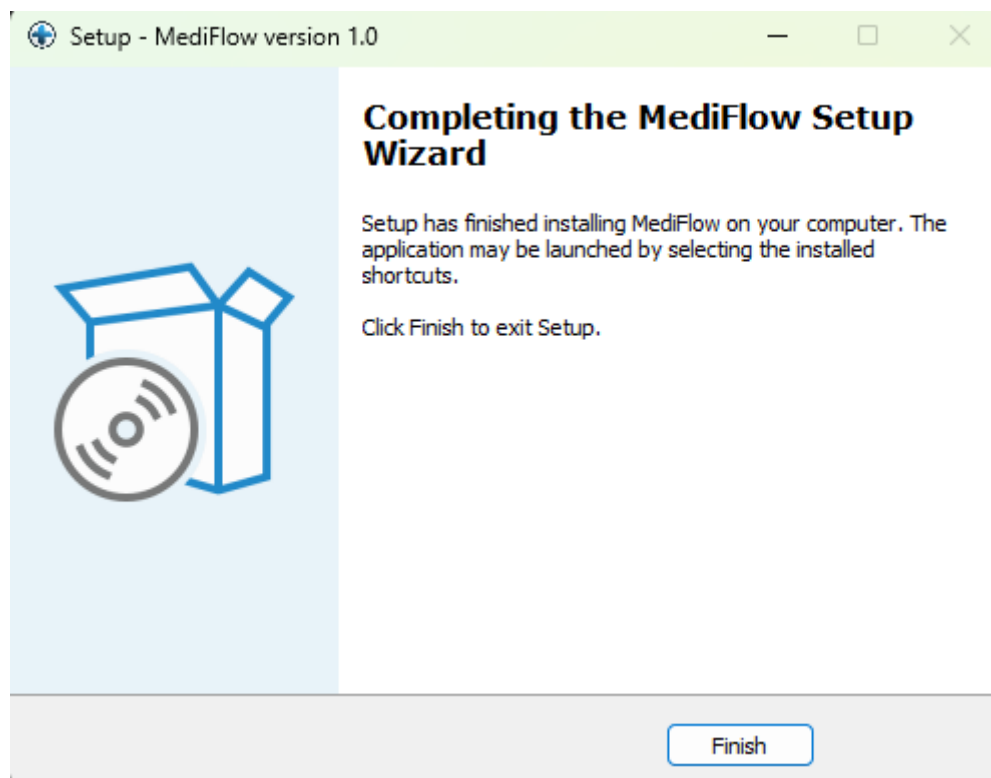 Setup - MediFlow version 1.0
Completing the MediFlow Setup
Wizard
Setup has finished installing MediFlow on your computer. The
application may be launched by selecting the installed
shortcuts.
Click Finish to exit Setup.
Finish